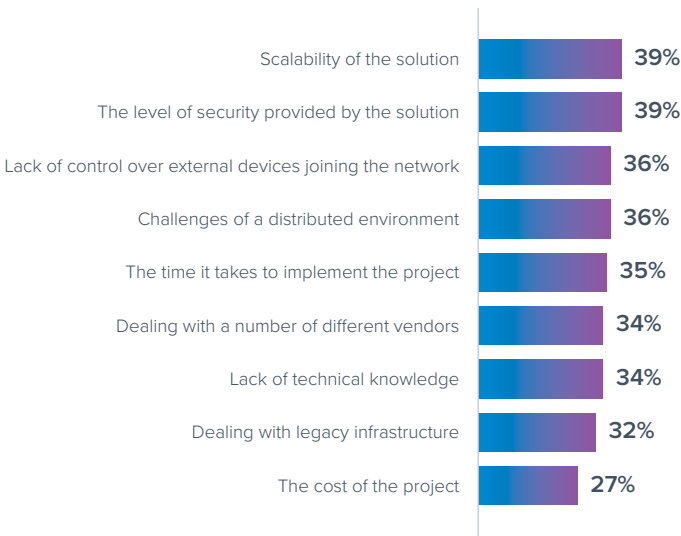 Scalability of the solution 39%
The level of security provided by the solution 39%
Lack of control over external devices joining the network 36%
Challenges of a distributed environment 36%
The time it takes to implement the project 35%
Dealing with a number of different vendors 34%
Lack of technical knowledge 34%
Dealing with legacy infrastructure 32%
The cost of the project 27%